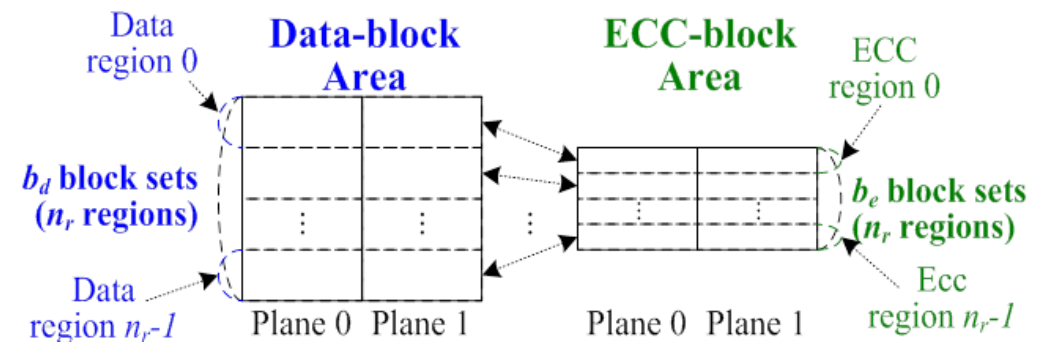 Data
region 0
Data-block
Area
ECC-block
Area
ECC
region 0
b_d block sets
(n_r regions)
⋮ ⋮ ⋮ ⋮ ⋮
b_e block sets
(n_r regions)
Data
region n_r-1
Plane 0 Plane 1
Plane 0 Plane 1
Ecc
region n_r-1